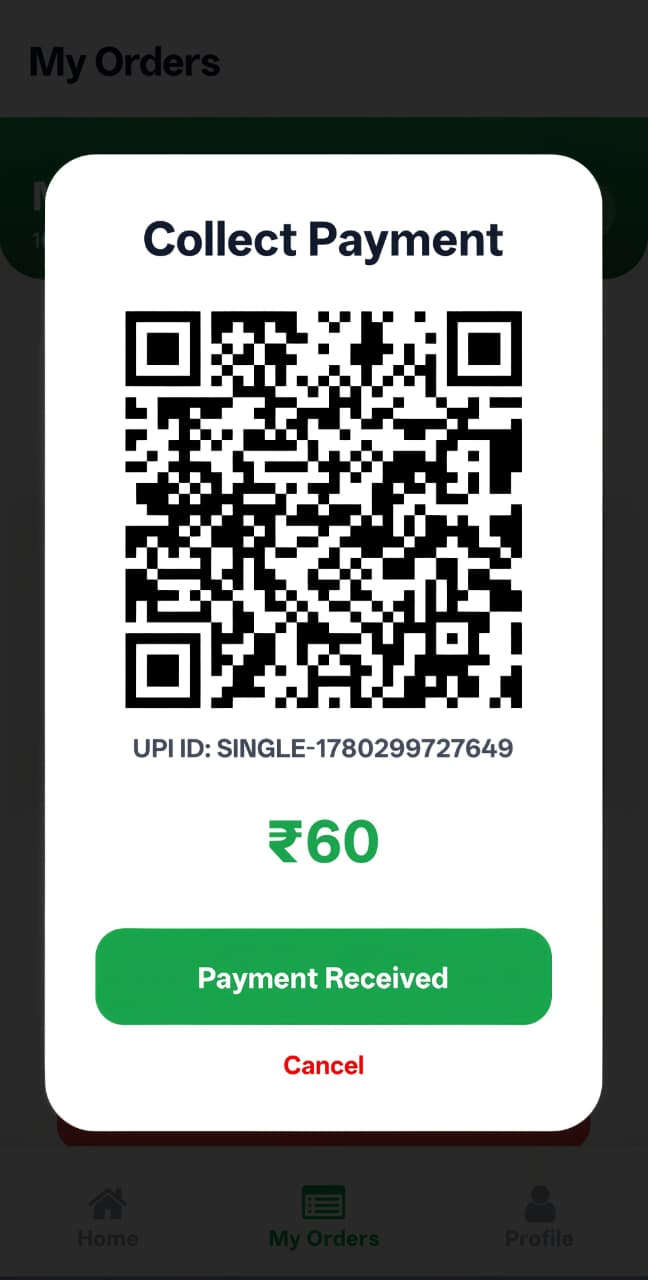 My Orders
Collect Payment
UPI ID: SINGLE-1780299727649
₹60
Payment Received
Cancel
Home
My Orders
Profile